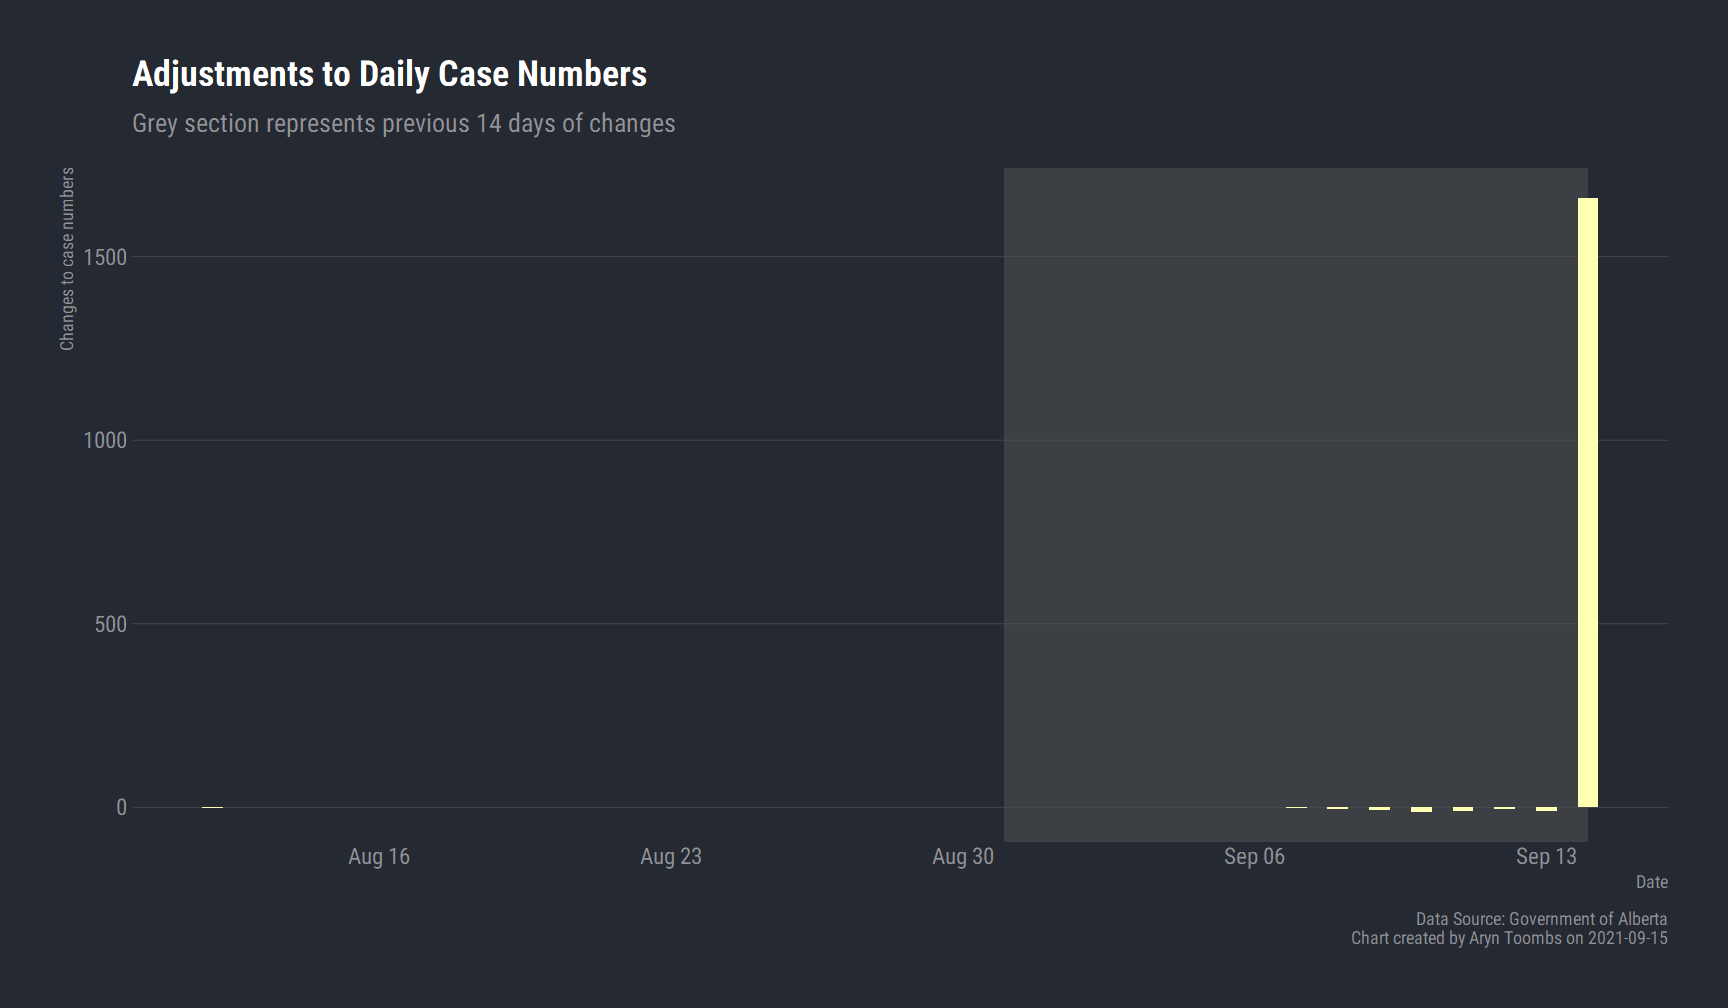 Adjustments to Daily Case Numbers
Grey section represents previous 14 days of changes
Changes to case numbers
1500
1000
500
0
Aug 16
Aug 23
Aug 30
Sep 06
Sep 13
Date
Data Source: Government of Alberta
Chart created by Aryn Toombs on 2021-09-15